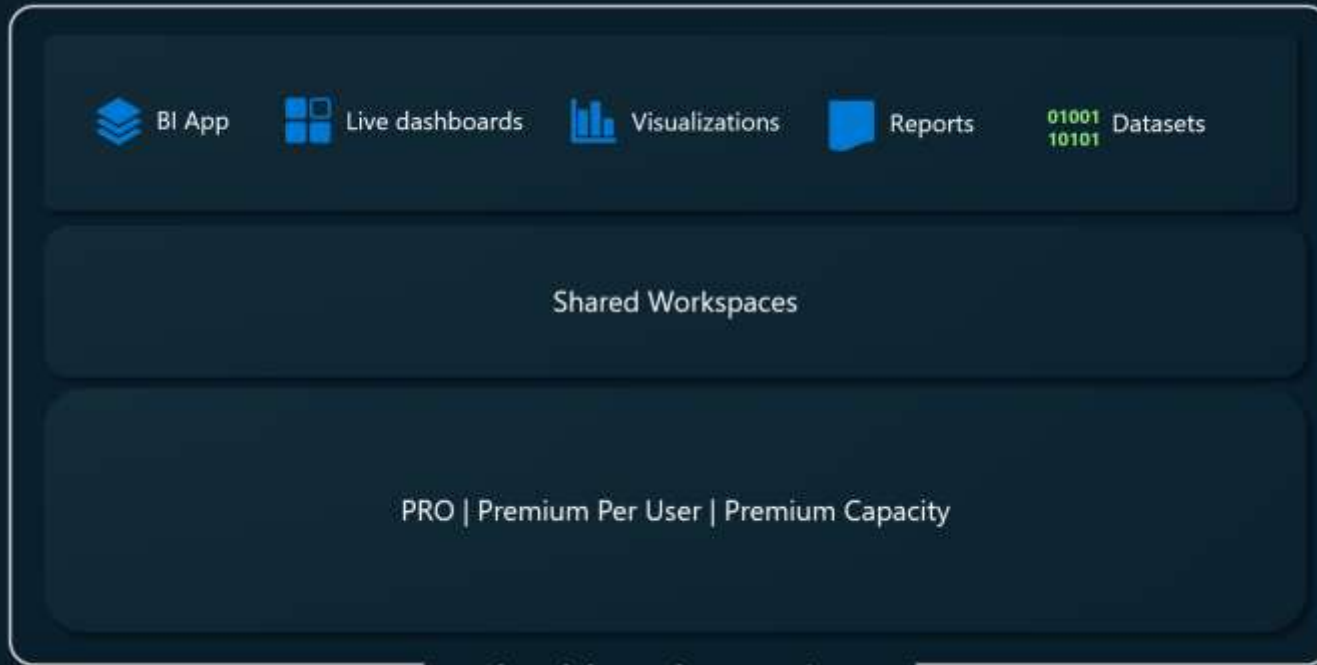 BI App
Live dashboards
Visualizations
Reports
01001
10101
Datasets
Shared Workspaces
PRO | Premium Per User | Premium Capacity